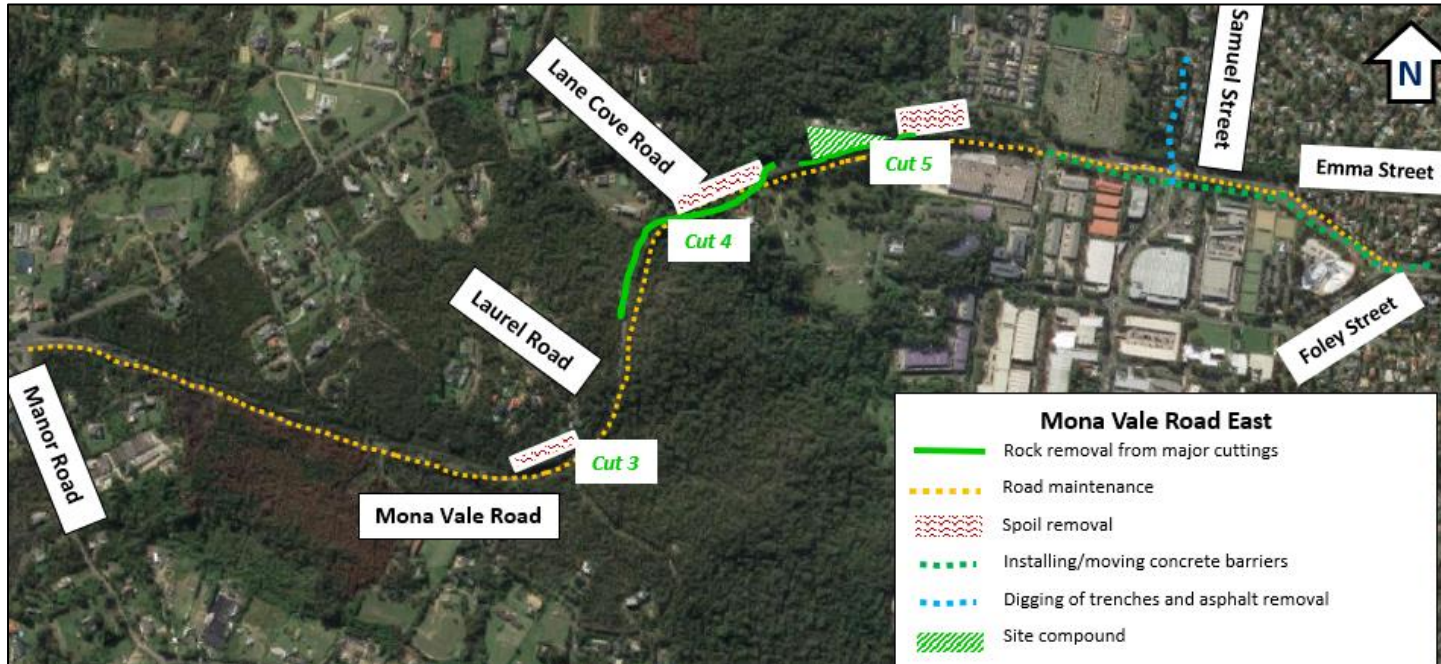 Samuel Street
N
Lane Cove Road
Emma Street
Cut 5
Cut 4
Laurel Road
Foley Street
Manor Road
Cut 3
Mona Vale Road
Mona Vale Road East
Rock removal from major cuttings
Road maintenance
Spoil removal
Installing/moving concrete barriers
Digging of trenches and asphalt removal
Site compound